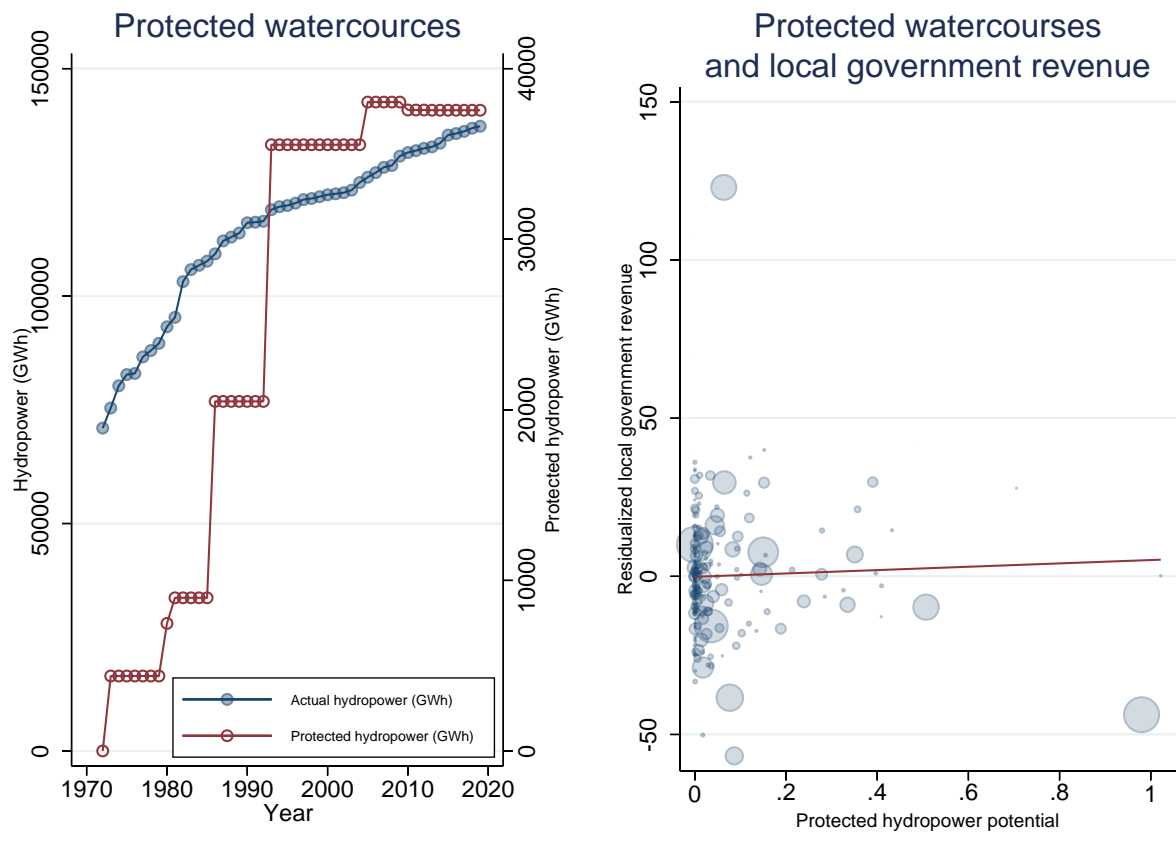 Protected watercources
150000
100000
50000
0
Hydropower (GWh)
40000
30000
20000
10000
0
Protected hydropower (GWh)
Actual hydropower (GWh)
Protected hydropower (GWh)
1970 1980 1990 2000 2010 2020
Year
Protected watercourses
and local government revenue
150
100
50
0
-50
Residualized local government revenue
0 .2 .4 .6 .8 1
Protected hydropower potential